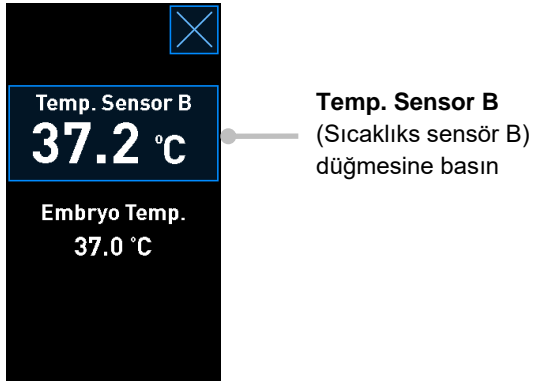 Temp. Sensor B
37.2 °C
Embryo Temp.
37.0 °C
Temp. Sensor B
(Sıcaklıks sensör B)
düğmesine basın